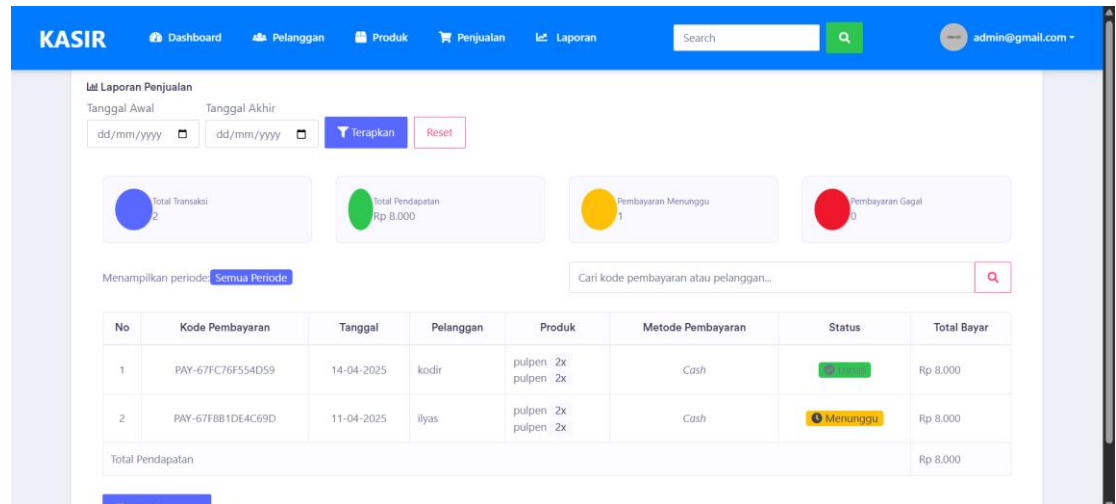 KASIR Dashboard Pelanggan Produk Penjualan Laporan Search admin@gmail.com
Laporan Penjualan
Tanggal Awal Tanggal Akhir
dd/mm/yyyy dd/mm/yyyy Terapkan Reset
Total Transaksi Total Pendapatan Pembayaran Menunggu Pembayaran Gagal
2 Rp 8.000 1 0
Menampilkan periode: Semua Periode Cari kode pembayaran atau pelanggan...
No Kode Pembayaran Tanggal Pelanggan Produk Metode Pembayaran Status Total Bayar
1 PAY-67FC76F554D59 14-04-2025 kodir pulpen 2x Cash Lunas Rp 8.000
pulpen 2x
2 PAY-67F8B1DE4C69D 11-04-2025 ilyas pulpen 2x Cash Menunggu Rp 8.000
pulpen 2x
Total Pendapatan Rp 8.000